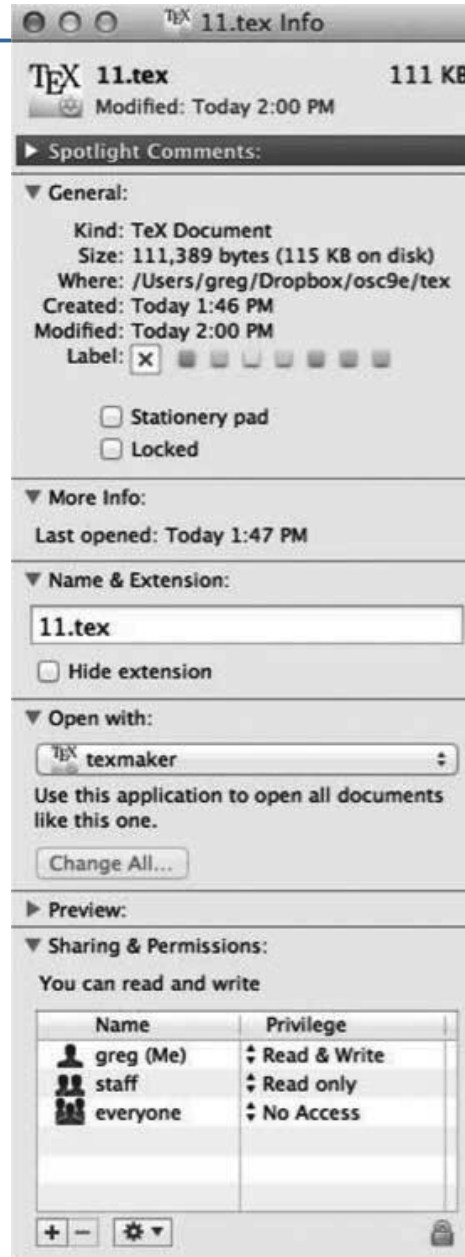 TEX 11.tex Info
TEX 11.tex 111 KB
Modified: Today 2:00 PM
Spotlight Comments:
General:
Kind: TeX Document
Size: 111,389 bytes (115 KB on disk)
Where: /Users/greg/Dropbox/osc9e/tex
Created: Today 1:46 PM
Modified: Today 2:00 PM
Label:
Stationery pad
Locked
More Info:
Last opened: Today 1:47 PM
Name & Extension:
11.tex
Hide extension
Open with:
TEX texmaker
Use this application to open all documents
like this one.
Change All...
Preview:
Sharing & Permissions:
You can read and write
Name Privilege
greg (Me) Read & Write
staff Read only
everyone No Access